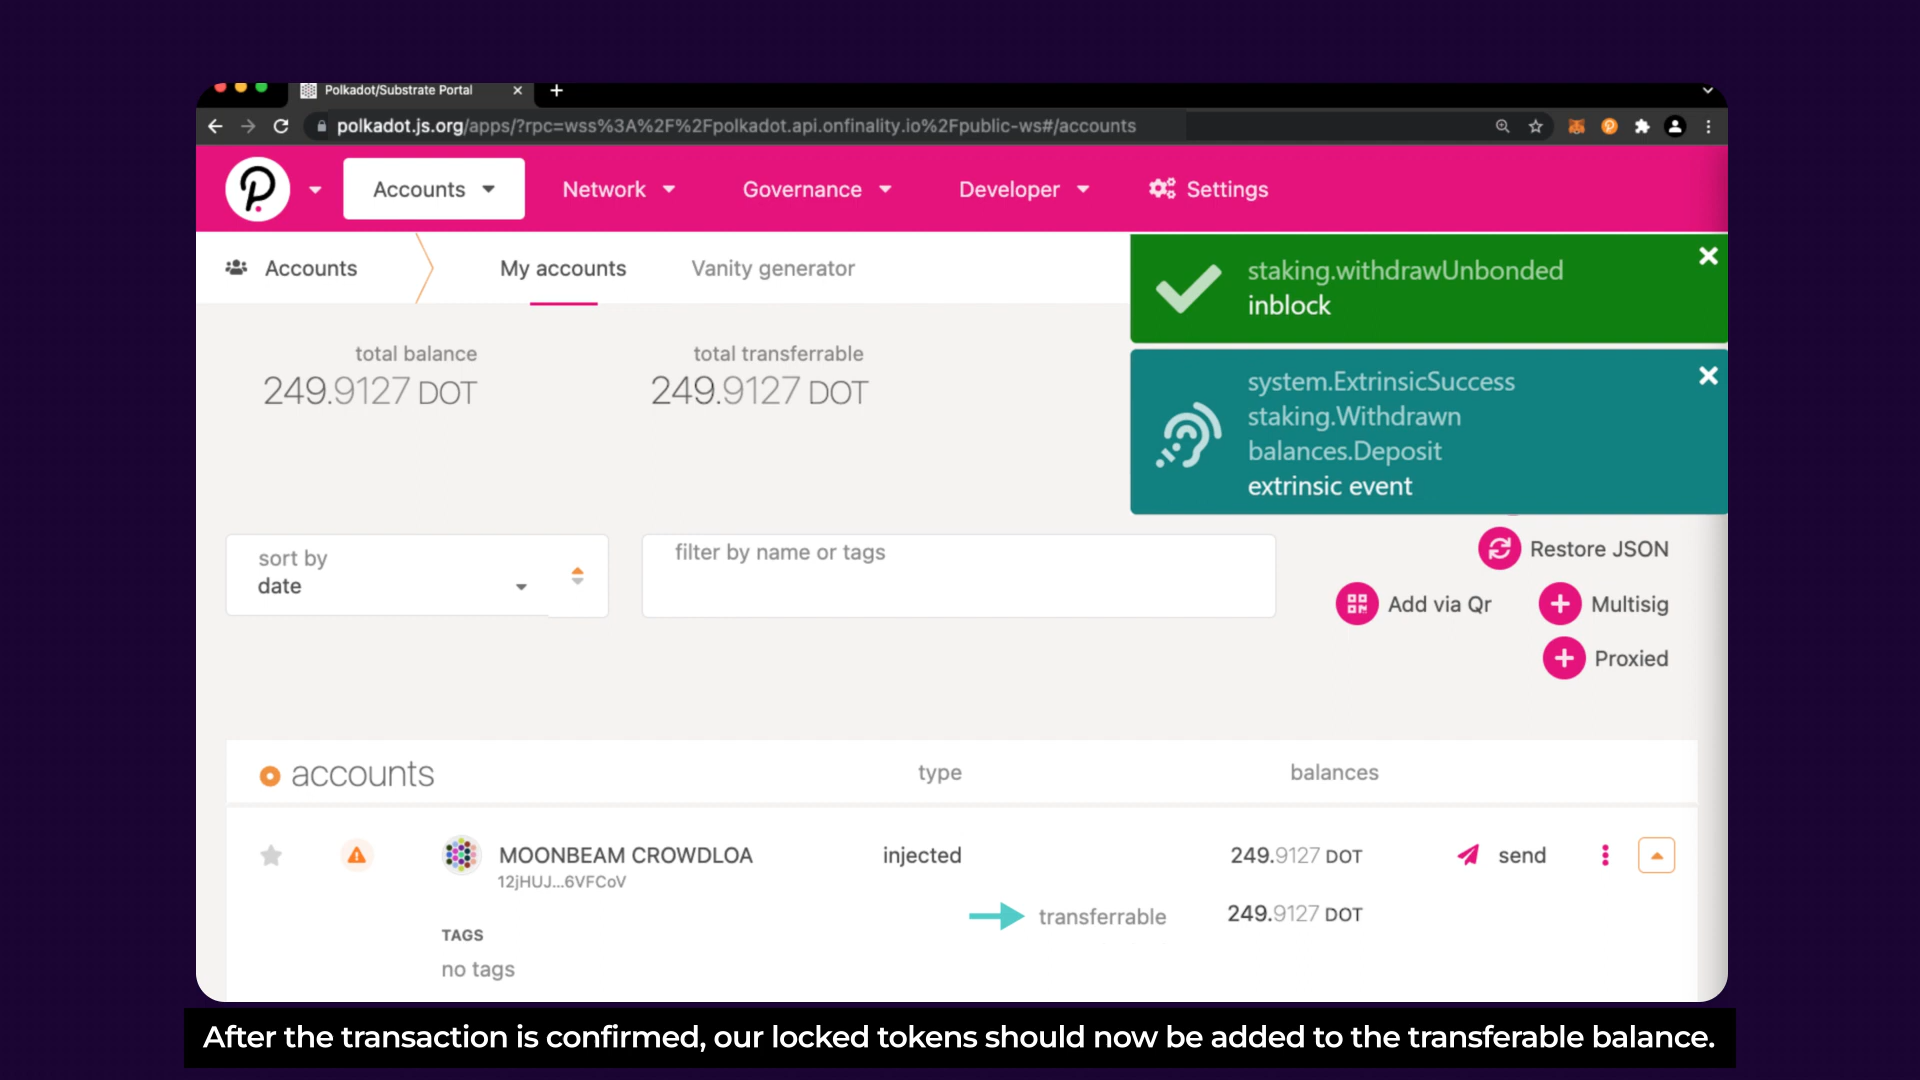 Polkadot/Substrate Portal
polkadot.js.org/apps/?rpc=wss%3A%2F%2Fpolkadot.api.onfinality.io%2Fpublic-ws#/accounts
Accounts
Network
Governance
Developer
Settings
Accounts
My accounts
Vanity generator
staking.withdrawUnbonded
inblock
system.ExtrinsicSuccess
staking.Withdrawn
balances.Deposit
extrinsic event
total balance
249.9127 DOT
total transferrable
249.9127 DOT
sort by
date
filter by name or tags
Restore JSON
Add via Qr
Multisig
Proxied
accounts
type
balances
MOONBEAM CROWDLOA
12jHUJ...6VFCoV
injected
249.9127 DOT
send
transferrable
249.9127 DOT
TAGS
no tags
After the transaction is confirmed, our locked tokens should now be added to the transferable balance.